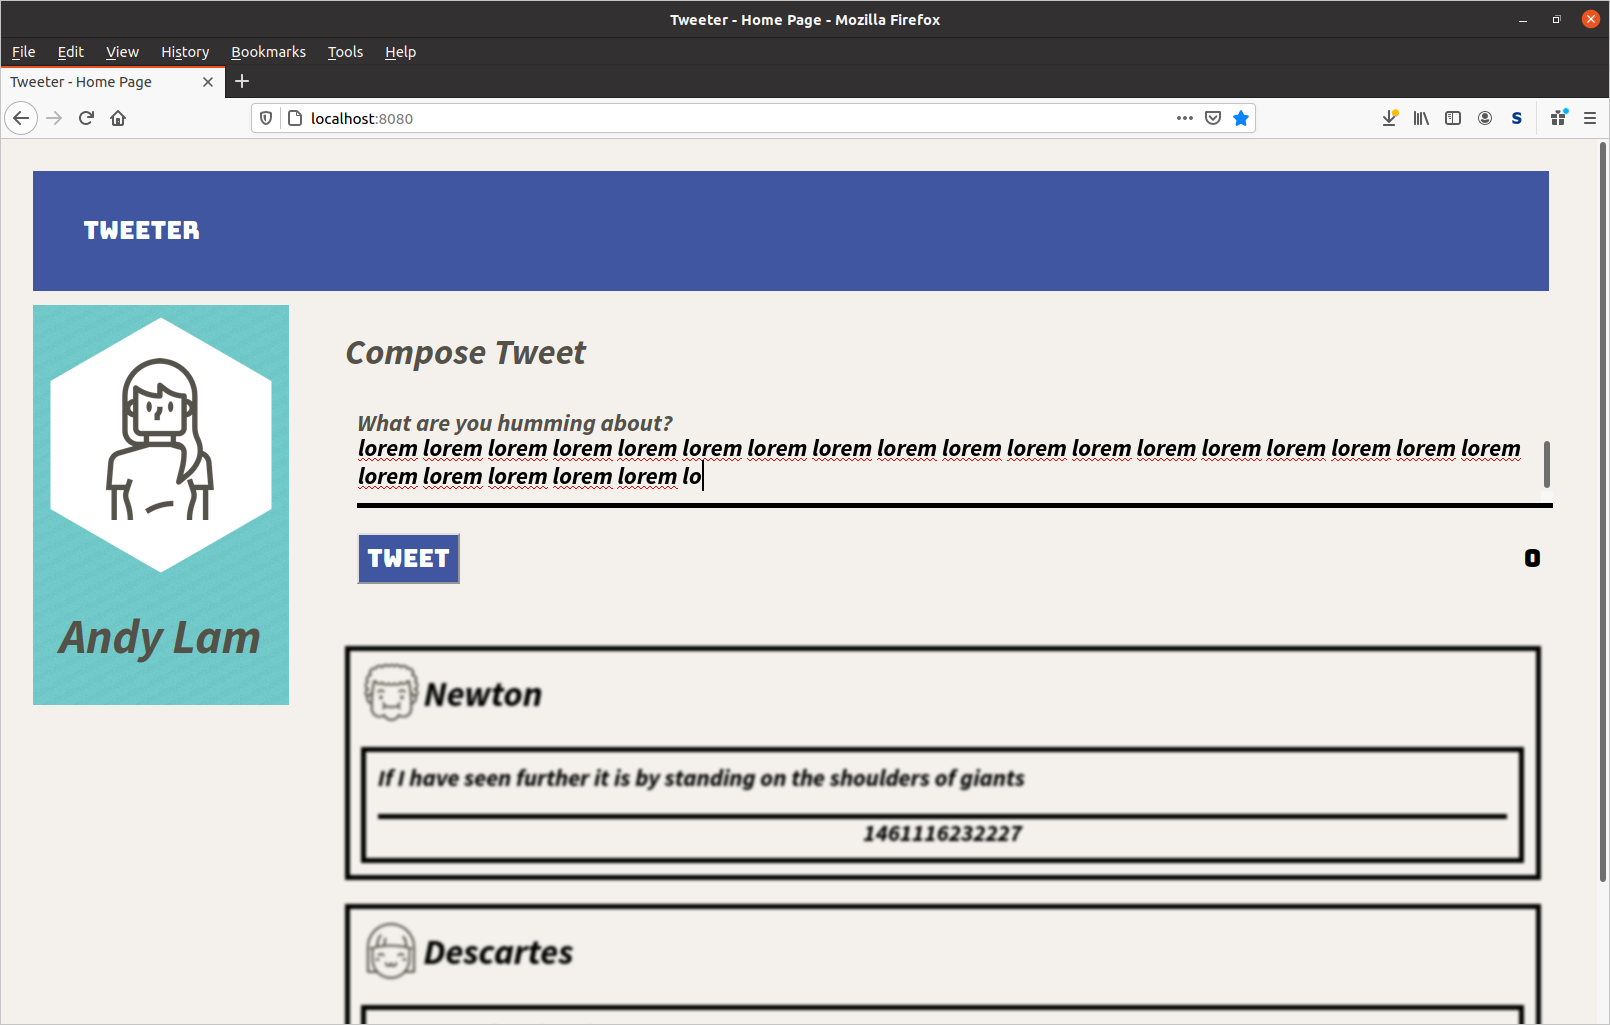 Tweeter - Home Page - Mozilla Firefox
File Edit View History Bookmarks Tools Help
Tweeter - Home Page
localhost:8080
S
TWEETER
Compose Tweet
What are you humming about?
lorem lorem lorem lorem lorem lorem lorem lorem lorem lorem lorem lorem lorem lorem lorem lorem lorem lorem
lorem lorem lorem lorem lorem lo
TWEET
0
Andy Lam
Newton
If I have seen further it is by standing on the shoulders of giants
1461116232227
Descartes